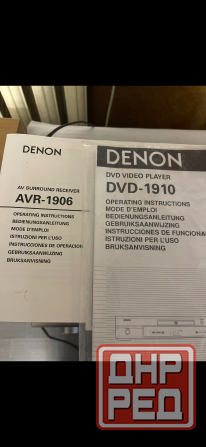 DENON
AV SURROUND RECEIVER
AVR-1906
OPERATING INSTRUCTIONS
BEDIENUNGSANLEITUNG
MODE D'EMPLOI
ISTRUZIONI PER L'USO
INSTRUCCIONES DE OPERACION
GEBRUIKSAANWIJZING
BRUKSANVISNING
DENON
DVD VIDEO PLAYER
DVD-1910
OPERATING INSTRUCTIONS
MODE D'EMPLOI
BEDIENUNGSANLEITUNG
GEBRUIKSAANWIJZING
INSTRUCCIONES DE FUNCIONA
ISTRUZIONI PER L'USO
BRUKSANVISNING
ДНР
РЕД